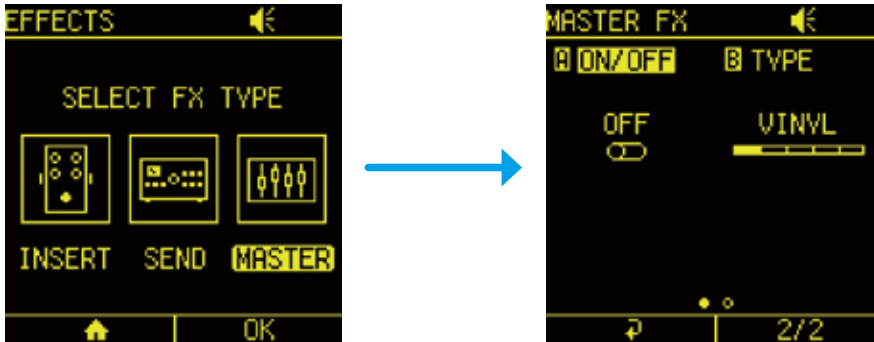 EFFECTS
SELECT FX TYPE
INSERT SEND MASTER
OK
MASTER FX
A ON/OFF B TYPE
OFF VINYL
2/2